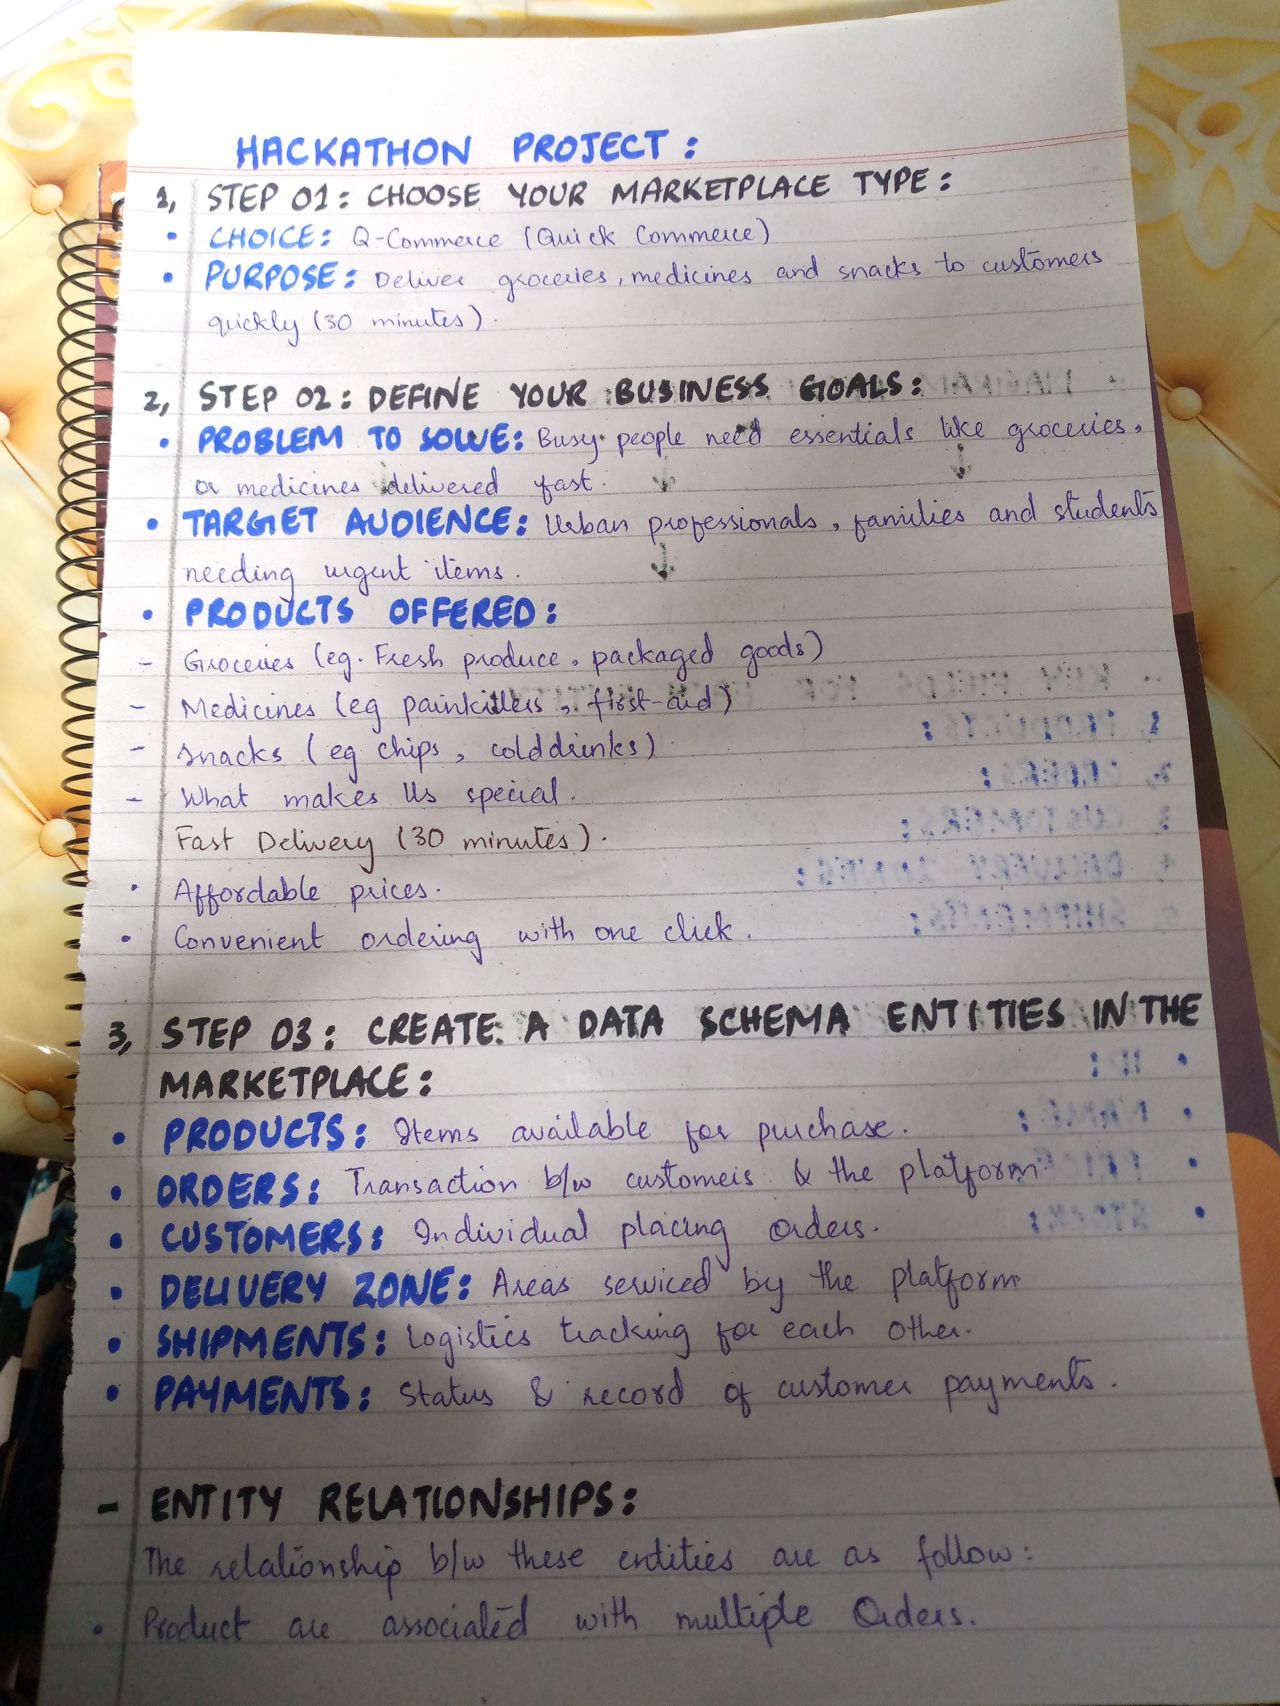 HACKATHON PROJECT:
1, STEP 01: CHOOSE YOUR MARKETPLACE TYPE:
• CHOICE: Q-Commerce (Quick Commerce)
• PURPOSE: Deliver groceries, medicines and snacks to customers
quickly (30 minutes).
2, STEP 02: DEFINE YOUR BUSINESS GOALS:
• PROBLEM TO SOLVE: Busy people need essentials like groceries,
or medicines delivered fast.
• TARGET AUDIENCE: Urban professionals, families and students
needing urgent items.
• PRODUCTS OFFERED:
- Groceries (eg. Fresh produce, packaged goods)
- Medicines (eg painkillers, first-aid)
- Snacks (eg chips, colddrinks)
- What makes Us special.
Fast Delivery (30 minutes).
• Affordable prices.
• Convenient ordering with one click.
3, STEP 03: CREATE A DATA SCHEMA ENTITIES IN THE
MARKETPLACE:
• PRODUCTS: Items available for purchase.
• ORDERS: Transaction b/w customers & the platform
• CUSTOMERS: Individual placing orders.
• DELIVERY ZONE: Areas serviced by the platform
• SHIPMENTS: Logistics tracking for each other.
• PAYMENTS: Status & record of customer payments.
- ENTITY RELATIONSHIPS:
The relationship b/w these entities are as follow:
• Product are associated with multiple Orders.